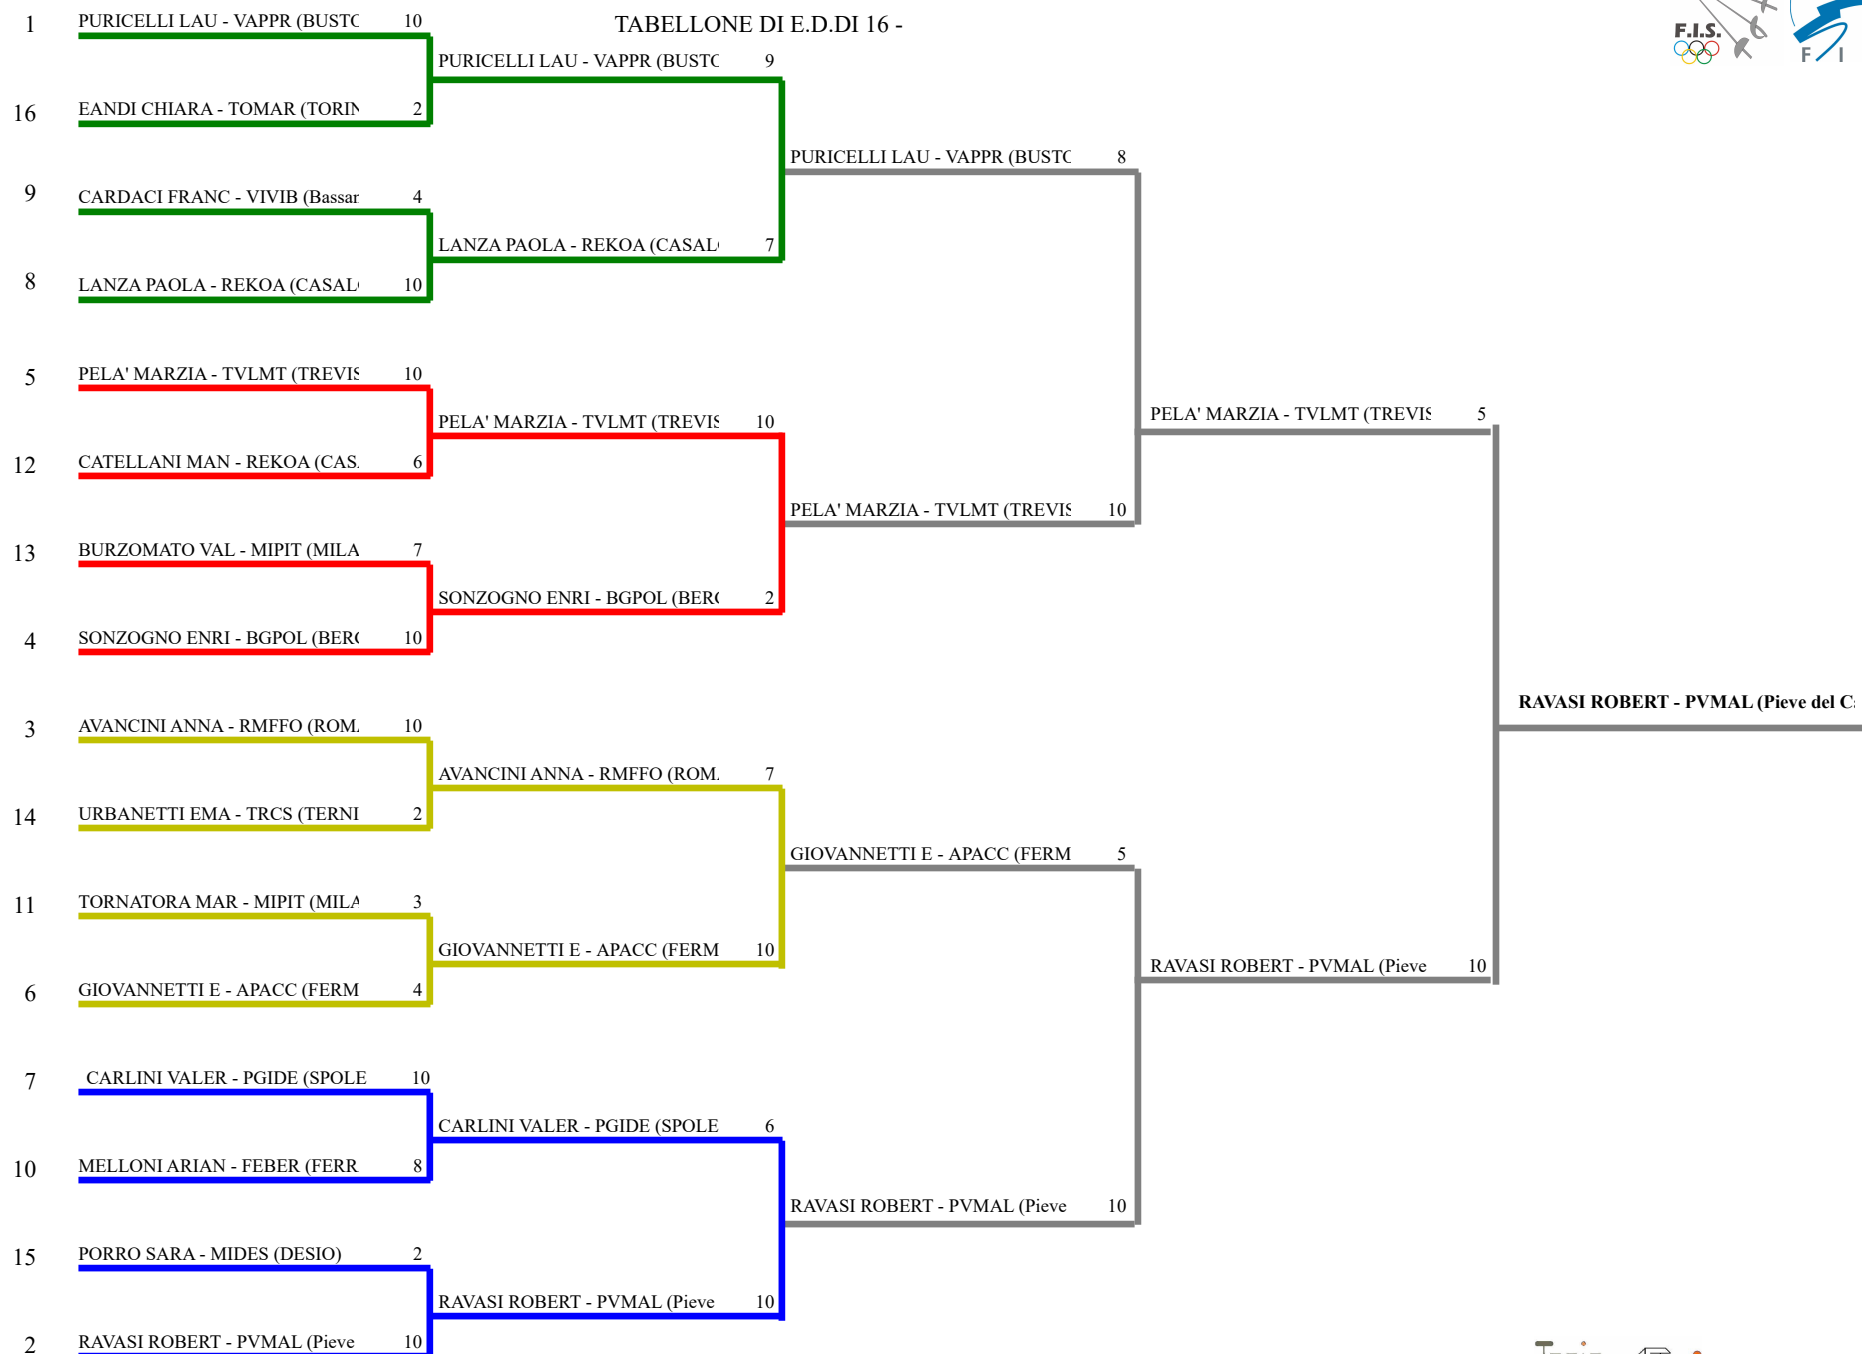 TABELLONE DI E.D.DI 16 -
F.I.S.
F I
1 PURICELLI LAU - VAPPR (BUSTC 10
16 EANDI CHIARA - TOMAR (TORIN 2
9 CARDACI FRANC - VIVIB (Bassar 4
8 LANZA PAOLA - REKOA (CASAL 10
5 PELA' MARZIA - TVLMT (TREVIS 10
12 CATELLANI MAN - REKOA (CAS. 6
13 BURZOMATO VAL - MIPIT (MILA 7
4 SONZOGNO ENRI - BGPOL (BER 10
3 AVANCINI ANNA - RMFFO (ROM. 10
14 URBANETTI EMA - TRCS (TERNI 2
11 TORNATORA MAR - MIPIT (MILA 3
6 GIOVANNETTI E - APACC (FERM 4
7 CARLINI VALER - PGIDE (SPOLE 10
10 MELLONI ARIAN - FEBER (FERR 8
15 PORRO SARA - MIDES (DESIO) 2
2 RAVASI ROBERT - PVMAL (Pieve 10
PURICELLI LAU - VAPPR (BUSTC 9
LANZA PAOLA - REKOA (CASAL 7
PELA' MARZIA - TVLMT (TREVIS 10
SONZOGNO ENRI - BGPOL (BER 2
AVANCINI ANNA - RMFFO (ROM. 7
GIOVANNETTI E - APACC (FERM 10
CARLINI VALER - PGIDE (SPOLE 6
RAVASI ROBERT - PVMAL (Pieve 10
PURICELLI LAU - VAPPR (BUSTC 8
PELA' MARZIA - TVLMT (TREVIS 10
GIOVANNETTI E - APACC (FERM 5
RAVASI ROBERT - PVMAL (Pieve 10
PELA' MARZIA - TVLMT (TREVIS 5
RAVASI ROBERT - PVMAL (Pieve 10
RAVASI ROBERT - PVMAL (Pieve del C